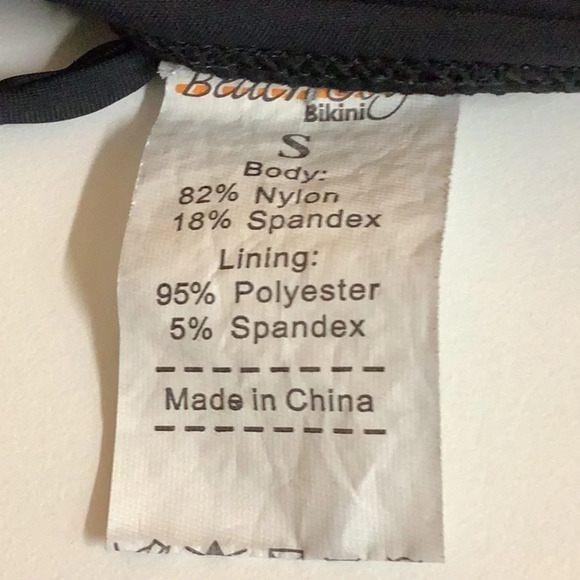 Bikini
S
Body:
82% Nylon
18% Spandex
Lining:
95% Polyester
5% Spandex
Made in China